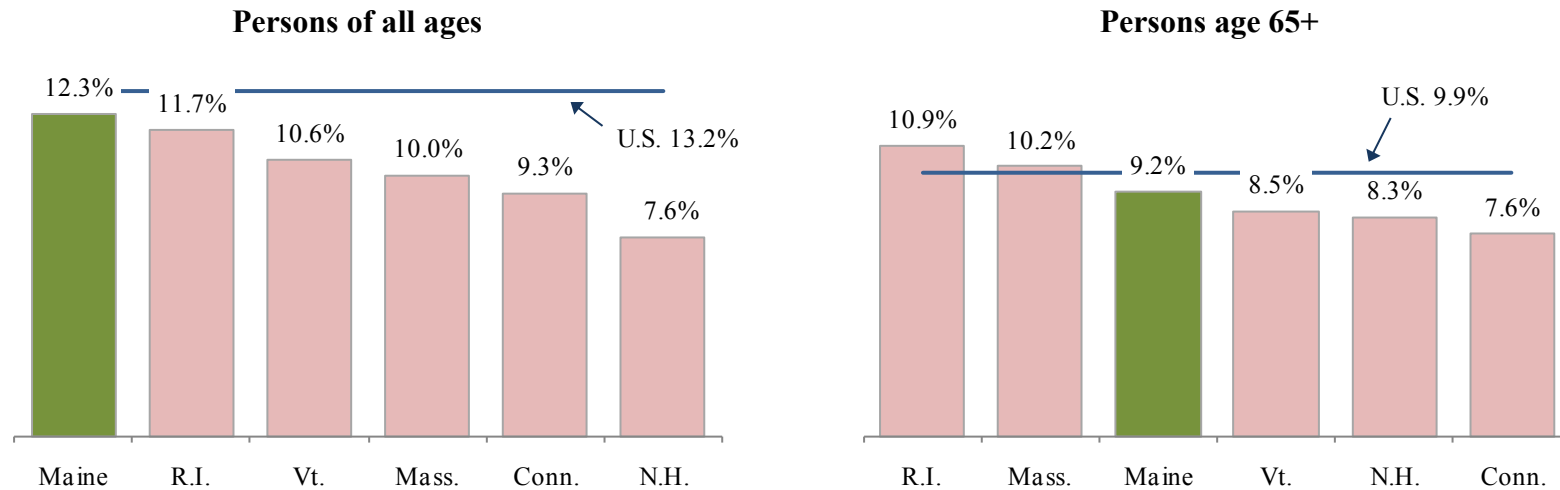 Persons of all ages
12.3%
11.7%
10.6%
10.0%
9.3%
7.6%
U.S. 13.2%
Maine R.I. Vt. Mass. Conn. N.H.
Persons age 65+
U.S. 9.9%
10.9%
10.2%
9.2%
8.5%
8.3%
7.6%
R.I. Mass. Maine Vt. N.H. Conn.